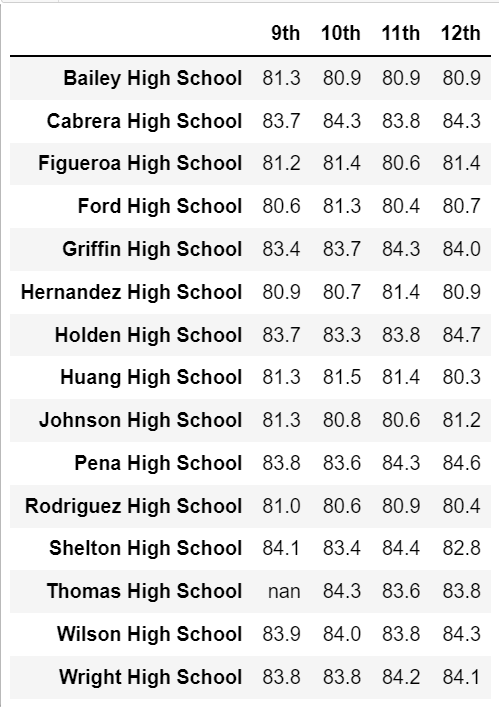 9th 10th 11th 12th
Bailey High School 81.3 80.9 80.9 80.9
Cabrera High School 83.7 84.3 83.8 84.3
Figueroa High School 81.2 81.4 80.6 81.4
Ford High School 80.6 81.3 80.4 80.7
Griffin High School 83.4 83.7 84.3 84.0
Hernandez High School 80.9 80.7 81.4 80.9
Holden High School 83.7 83.3 83.8 84.7
Huang High School 81.3 81.5 81.4 80.3
Johnson High School 81.3 80.8 80.6 81.2
Pena High School 83.8 83.6 84.3 84.6
Rodriguez High School 81.0 80.6 80.9 80.4
Shelton High School 84.1 83.4 84.4 82.8
Thomas High School nan 84.3 83.6 83.8
Wilson High School 83.9 84.0 83.8 84.3
Wright High School 83.8 83.8 84.2 84.1